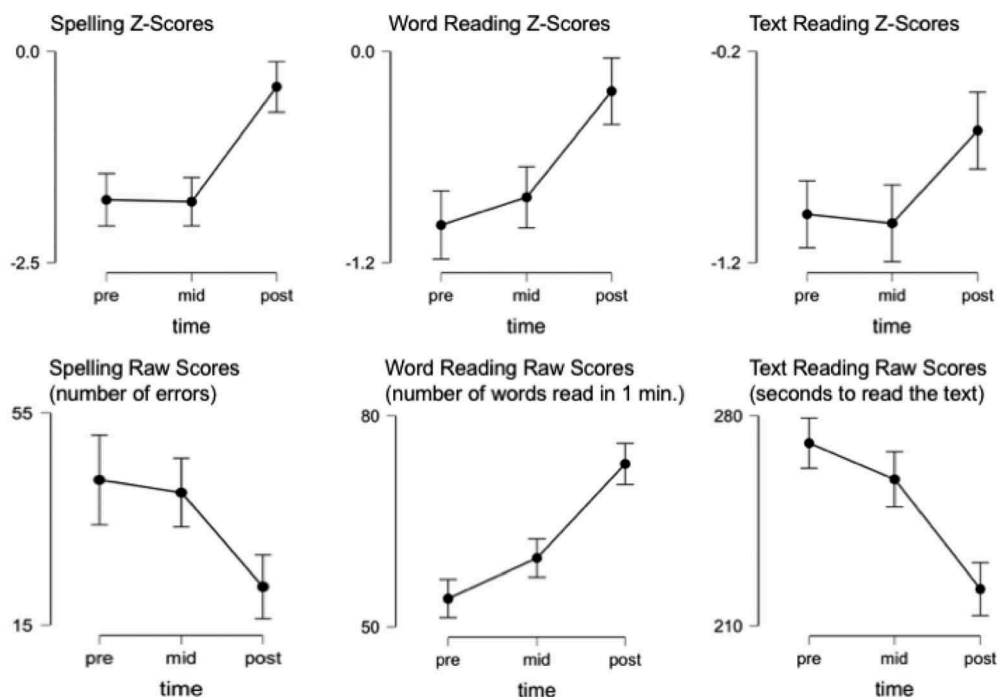 Spelling Z-Scores
0.0
-2.5
pre mid post
time
Word Reading Z-Scores
0.0
-1.2
pre mid post
time
Text Reading Z-Scores
-0.2
-1.2
pre mid post
time
Spelling Raw Scores
(number of errors)
55
15
pre mid post
time
Word Reading Raw Scores
(number of words read in 1 min.)
80
50
pre mid post
time
Text Reading Raw Scores
(seconds to read the text)
280
210
pre mid post
time